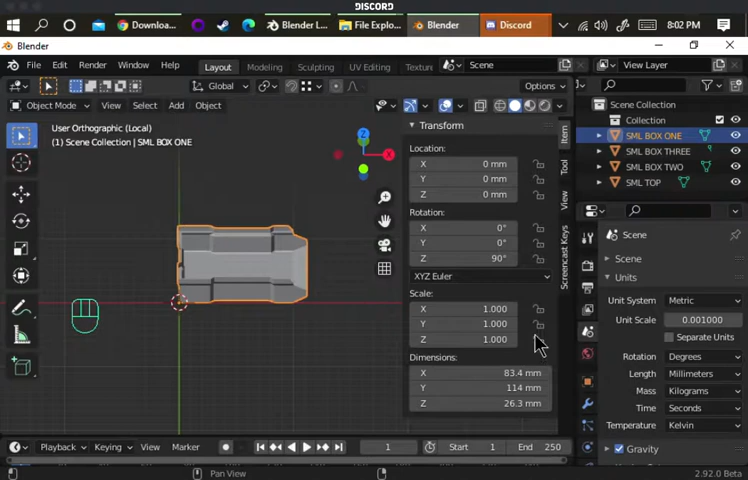 DISCORD
Downloa...
Blender L...
File Explo...
Blender
Discord
8:02 PM
Blender
File Edit Render Window Help Layout Modeling Sculpting UV Editing Textur Scene View Layer
Global Options
Object Mode View Select Add Object
User Orthographic (Local)
(1) Scene Collection | SML BOX ONE
Z
X
Transform
Location:
X 0 mm
Y 0 mm
Z 0 mm
Rotation:
X 0°
Y 0°
Z 90°
XYZ Euler
Scale:
X 1.000
Y 1.000
Z 1.000
Dimensions:
X 83.4 mm
Y 114 mm
Z 26.3 mm
Item
Tool
View
Screencast Keys
Scene Collection
Collection
SML BOX ONE
SML BOX THREE
SML BOX TWO
SML TOP
Scene
Scene
Units
Unit System Metric
Unit Scale 0.001000
Separate Units
Rotation Degrees
Length Millimeters
Mass Kilograms
Time Seconds
Temperature Kelvin
Gravity
Playback Keying View Marker 1 Start 1 End 250
Pan View 2.92.0 Beta